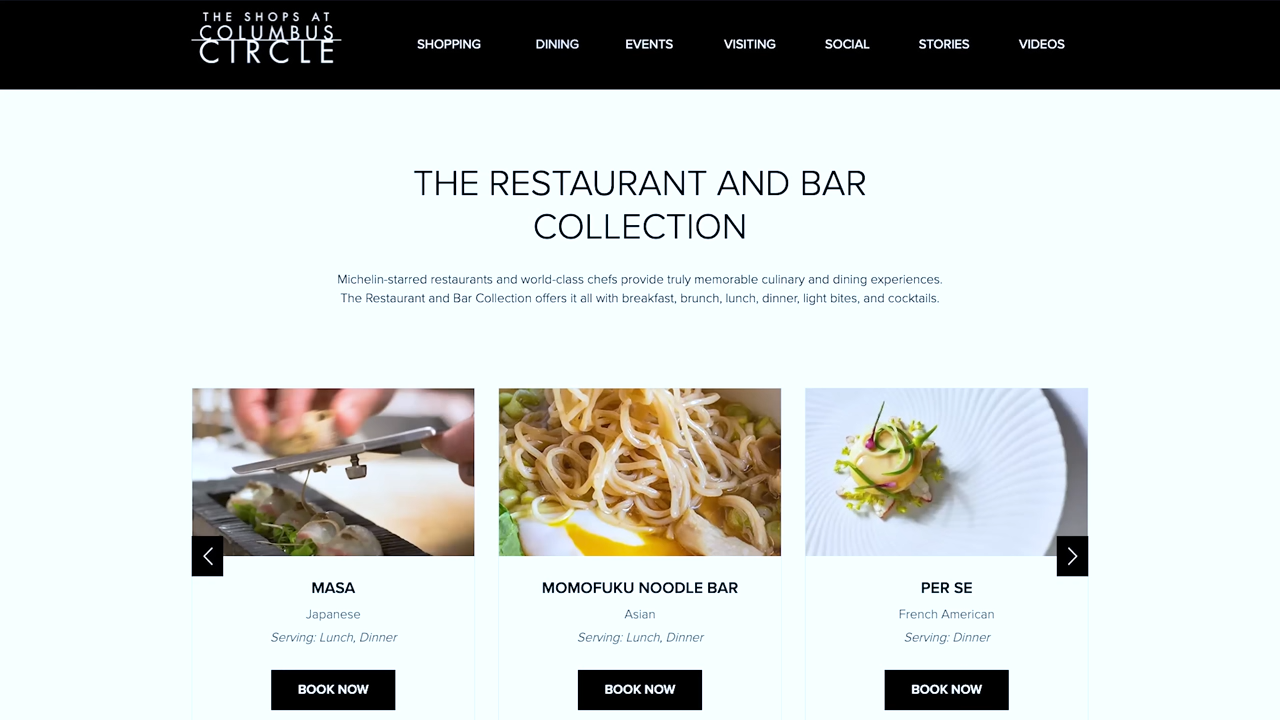 THE SHOPS AT
COLUMBUS
CIRCLE
SHOPPING
DINING
EVENTS
VISITING
SOCIAL
STORIES
VIDEOS
THE RESTAURANT AND BAR
COLLECTION
Michelin-starred restaurants and world-class chefs provide truly memorable culinary and dining experiences.
The Restaurant and Bar Collection offers it all with breakfast, brunch, lunch, dinner, light bites, and cocktails.
MASA
Japanese
Serving: Lunch, Dinner
BOOK NOW
MOMOFUKU NOODLE BAR
Asian
Serving: Lunch, Dinner
BOOK NOW
PER SE
French American
Serving: Dinner
BOOK NOW